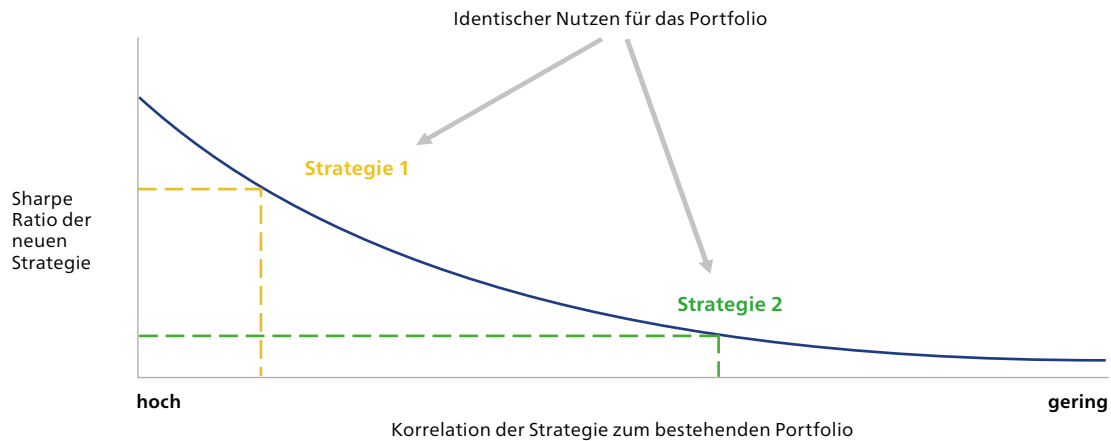 Identischer Nutzen für das Portfolio
Strategie 1
Sharpe
Ratio der
neuen
Strategie
Strategie 2
hoch
gering
Korrelation der Strategie zum bestehenden Portfolio